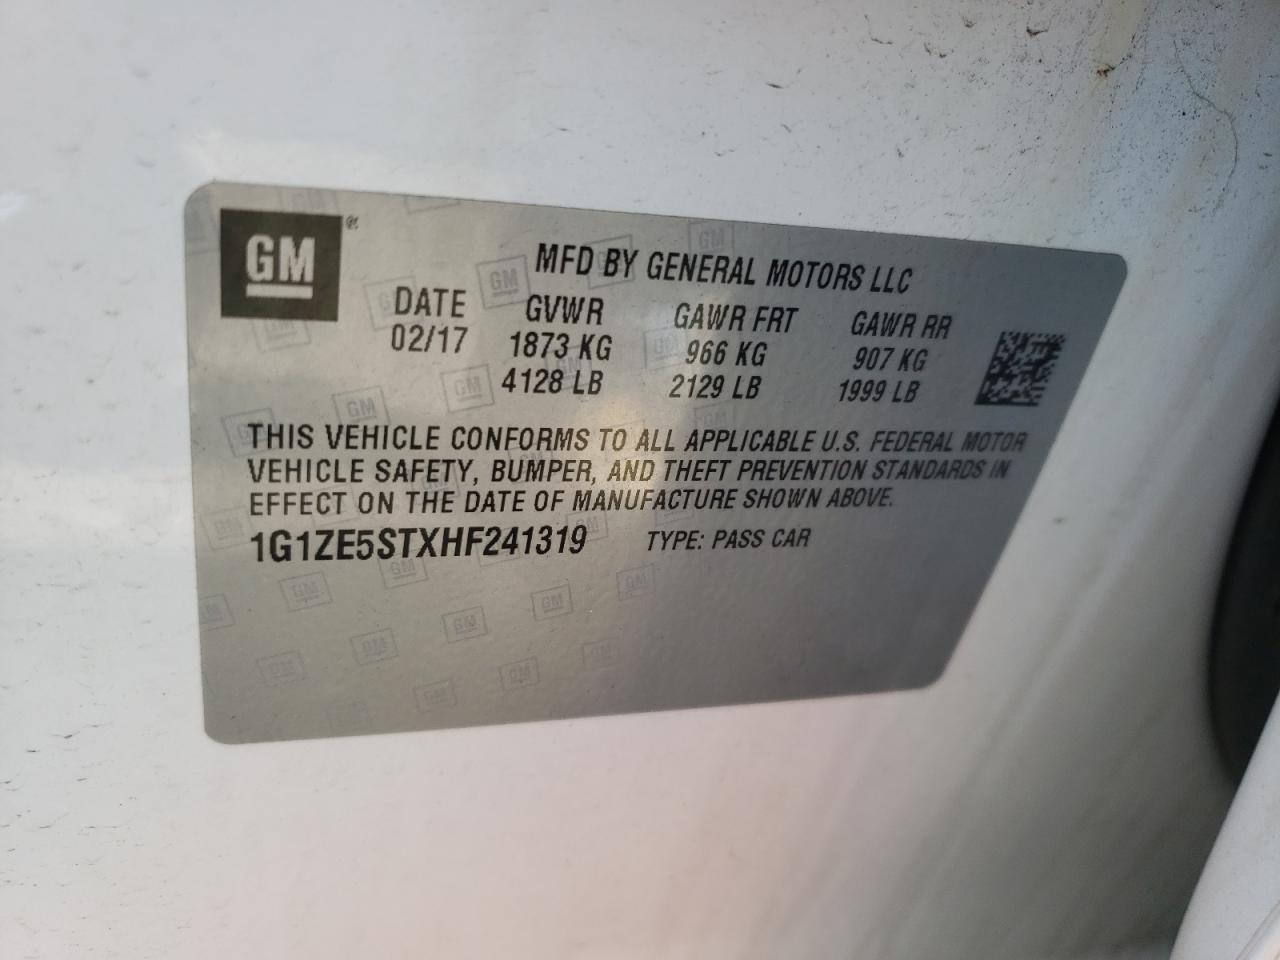 GM
MFD BY GENERAL MOTORS LLC
DATE GVWR GAWR FRT GAWR RR
02/17 1873 KG 966 KG 907 KG
4128 LB 2129 LB 1999 LB
THIS VEHICLE CONFORMS TO ALL APPLICABLE U.S. FEDERAL MOTOR
VEHICLE SAFETY, BUMPER, AND THEFT PREVENTION STANDARDS IN
EFFECT ON THE DATE OF MANUFACTURE SHOWN ABOVE.
1G1ZE5STXHF241319 TYPE: PASS CAR